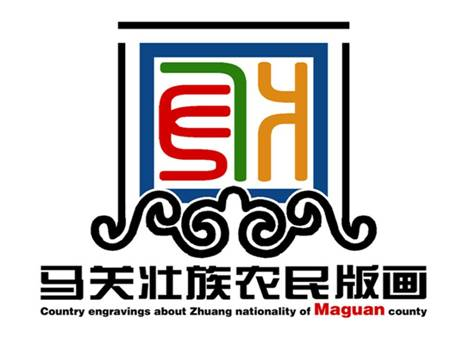 马关壮族农民版画
Country engravings about Zhuang nationality of Maguan county